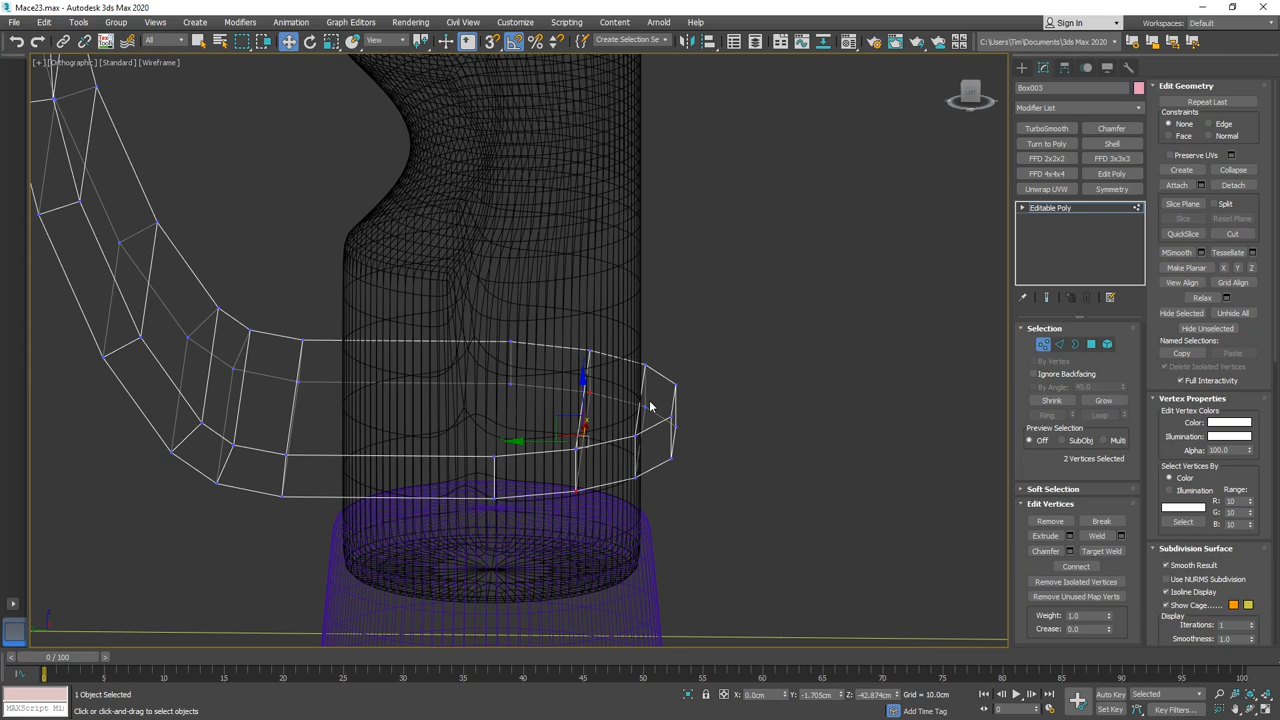 Mace23.max - Autodesk 3ds Max 2020
File Edit Tools Group Views Create Modifiers Animation Graph Editors Rendering Civil View Customize Scripting Content Arnold Help
Sign In Workspaces: Default
All View Create Selection Se C:\Users\Tim\Documents\3ds Max 2020
[+] [Orthographic] [Standard] [Wireframe]
Box003
Modifier List
TurboSmooth Chamfer
Turn to Poly Shell
FFD 2x2x2 FFD 3x3x3
FFD 4x4x4 Edit Poly
Unwrap UVW Symmetry
Editable Poly
Selection
By Vertex
Ignore Backfacing
By Angle: 45.0
Shrink Grow
Ring Loop
Preview Selection
Off SubObj Multi
2 Vertices Selected
Soft Selection
Edit Vertices
Remove Break
Extrude Weld
Chamfer Target Weld
Connect
Remove Isolated Vertices
Remove Unused Map Verts
Weight: 1.0
Crease: 0.0
Edit Geometry
Repeat Last
Constraints
None Edge
Face Normal
Preserve UVs
Create Collapse
Attach Detach
Slice Plane Split
Slice Reset Plane
QuickSlice Cut
MSmooth Tessellate
Make Planar X Y Z
View Align Grid Align
Relax
Hide Selected Unhide All
Hide Unselected
Named Selections:
Copy Paste
Delete Isolated Vertices
Full Interactivity
Vertex Properties
Edit Vertex Colors
Color:
Illumination:
Alpha: 100.0
Select Vertices By
Color
Illumination Range:
R: 10
G: 10
Select B: 10
Subdivision Surface
Smooth Result
Use NURMS Subdivision
Isoline Display
Show Cage......
Display
Iterations: 1
Smoothness: 1.0
0 / 100
0 5 10 15 20 25 30 35 40 45 50 55 60 65 70 75 80 85 90 95 100
MAXScript Mi
1 Object Selected
Click or click-and-drag to select objects
X: 0.0cm Y: -1.705cm Z: -42.874cm Grid = 10.0cm
Add Time Tag
0
Auto Key Selected
Set Key Key Filters...